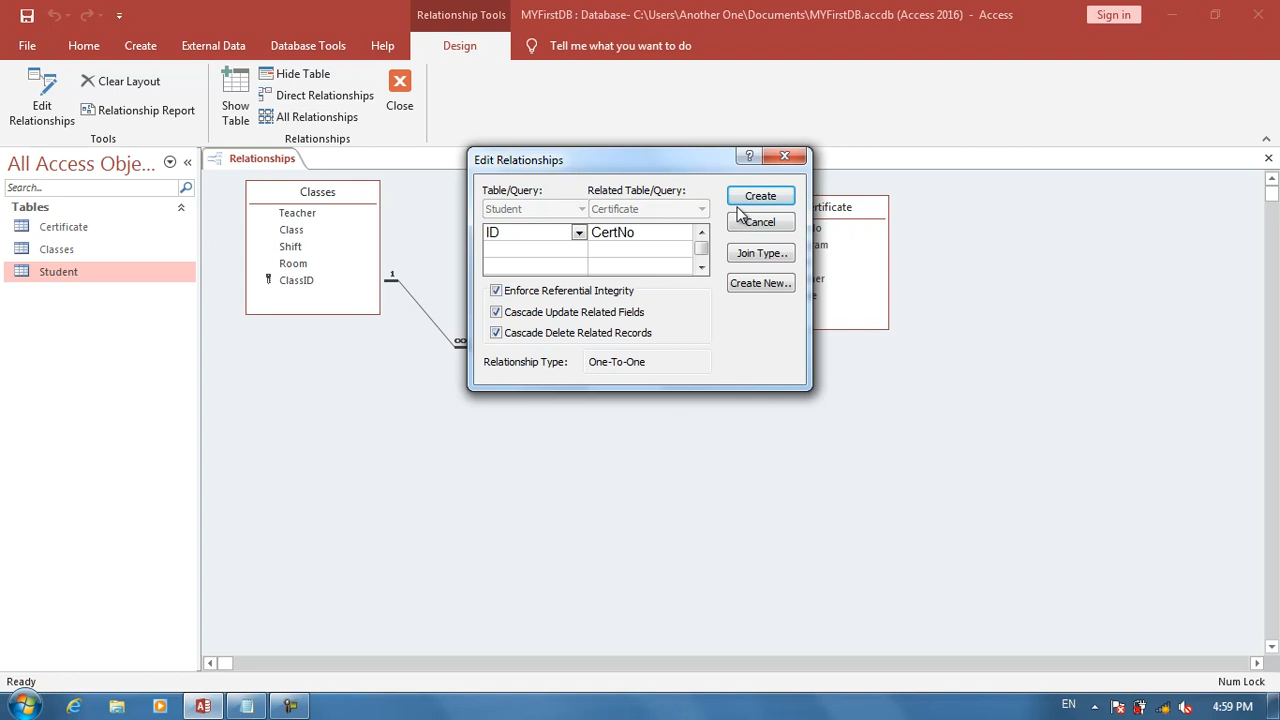 Relationship Tools
MYFirstDB : Database- C:\Users\Another One\Documents\MYFirstDB.accdb (Access 2016) - Access
Sign in
File
Home
Create
External Data
Database Tools
Help
Design
Tell me what you want to do
Edit
Relationships
Clear Layout
Relationship Report
Tools
Show
Table
Hide Table
Direct Relationships
All Relationships
Relationships
Close
All Access Obje...
Search...
Tables
Certificate
Classes
Student
Relationships
Classes
Teacher
Class
Shift
Room
ClassID
1
∞
Edit Relationships
?
Table/Query:
Related Table/Query:
Student
Certificate
ID
CertNo
Enforce Referential Integrity
Cascade Update Related Fields
Cascade Delete Related Records
Relationship Type:
One-To-One
Create
Cancel
Join Type..
Create New..
Ready
Num Lock
EN
4:59 PM